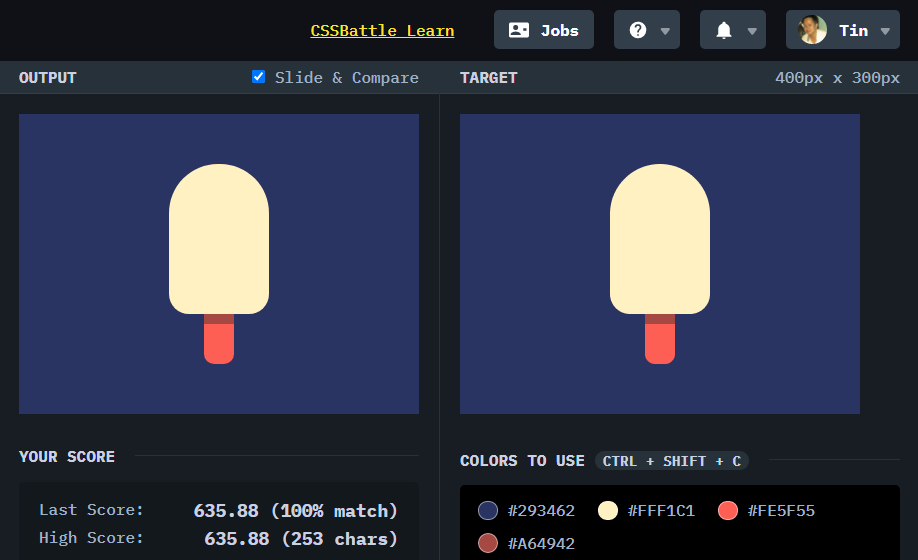 CSSBattle Learn Jobs Tin
OUTPUT Slide & Compare TARGET 400px x 300px
YOUR SCORE
COLORS TO USE CTRL + SHIFT + C
Last Score: 635.88 (100% match)
High Score: 635.88 (253 chars)
#293462 #FFF1C1 #FE5F55
#A64942